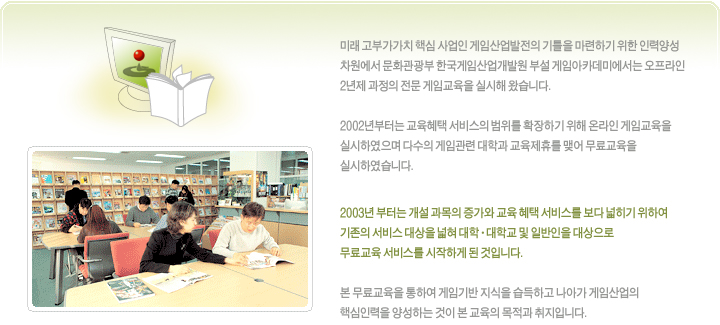 미래 고부가가치 핵심 사업인 게임산업발전의 기틀을 마련하기 위한 인력양성
차원에서 문화관광부 한국게임산업개발원 부설 게임아카데미에서는 오프라인
2년제 과정의 전문 게임교육을 실시해 왔습니다.
2002년부터는 교육혜택 서비스의 범위를 확장하기 위해 온라인 게임교육을
실시하였으며 다수의 게임관련 대학과 교육제휴를 맺어 무료교육을
실시하였습니다.
2003년 부터는 개설 과목의 증가와 교육 혜택 서비스를 보다 넓히기 위하여
기존의 서비스 대상을 넓혀 대학·대학교 및 일반인을 대상으로
무료교육 서비스를 시작하게 된 것입니다.
본 무료교육을 통하여 게임기반 지식을 습득하고 나아가 게임산업의
핵심인력을 양성하는 것이 본 교육의 목적과 취지입니다.